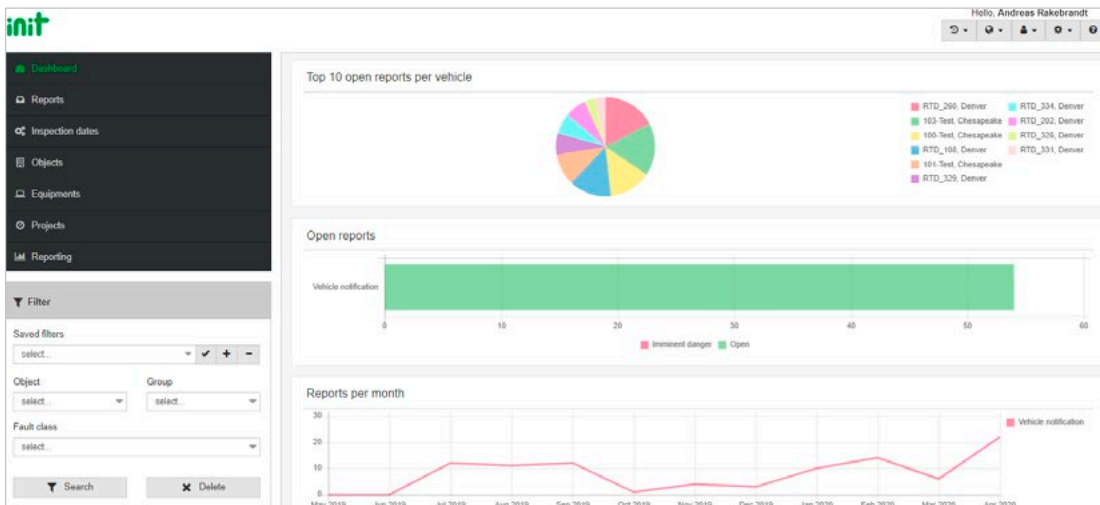 init
Hello, Andreas Rakebrandt
Dashboard
Reports
Inspection dates
Objects
Equipments
Projects
Reporting
Filter
Saved filters
select...
Object Group
select... select...
Fault class
select...
Search Delete
Top 10 open reports per vehicle
RTD_260, Denver RTD_334, Denver
103-Test, Chesapeake RTD_202, Denver
100-Test, Chesapeake RTD_326, Denver
RTD_108, Denver RTD_331, Denver
101-Test, Chesapeake
RTD_329, Denver
Open reports
Vehicle notification
0 10 20 30 40 50 60
Imminent danger Open
Reports per month
30
20
10
0
Vehicle notification
May 2019 Jun 2019 Jul 2019 Aug 2019 Sep 2019 Oct 2019 Nov 2019 Dec 2019 Jan 2020 Feb 2020 Mar 2020 Apr 2020